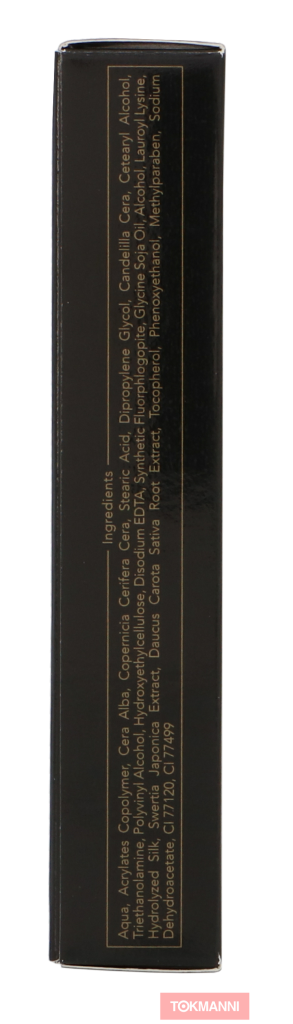 Ingredients
Aqua, Acrylates Copolymer, Cera Alba, Copernicia Cerifera Cera, Stearic Acid, Dipropylene Glycol, Candelilla Cera, Cetearyl Alcohol,
Triethanolamine, Polyvinyl Alcohol, Hydroxyethylcellulose, Disodium EDTA, Synthetic Fluorphlogopite, Glycine Soja Oil, Alcohol, Lauroyl Lysine,
Hydrolyzed Silk, Swertia Japonica Extract, Daucus Carota Sativa Root Extract, Tocopherol, Phenoxyethanol, Methylparaben, Sodium
Dehydroacetate, CI 77120, CI 77499
TOKMANNI